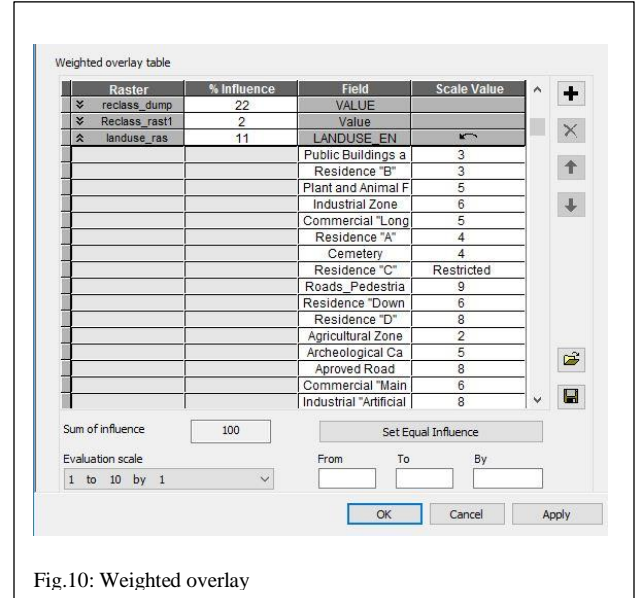 Weighted overlay table
Raster % Influence Field Scale Value
reclass_dump 22 VALUE
Reclass_rast1 2 Value
landuse_ras 11 LANDUSE_EN
Public Buildings a 3
Residence "B" 3
Plant and Animal F 5
Industrial Zone 6
Commercial "Long 5
Residence "A" 4
Cemetery 4
Residence "C" Restricted
Roads_Pedestria 9
Residence "Down 6
Residence "D" 8
Agricultural Zone 2
Archeological Ca 5
Aproved Road 8
Commercial "Main 6
Industrial "Artificial 8
Sum of influence 100 Set Equal Influence
Evaluation scale From To By
1 to 10 by 1
OK Cancel Apply
Fig.10: Weighted overlay